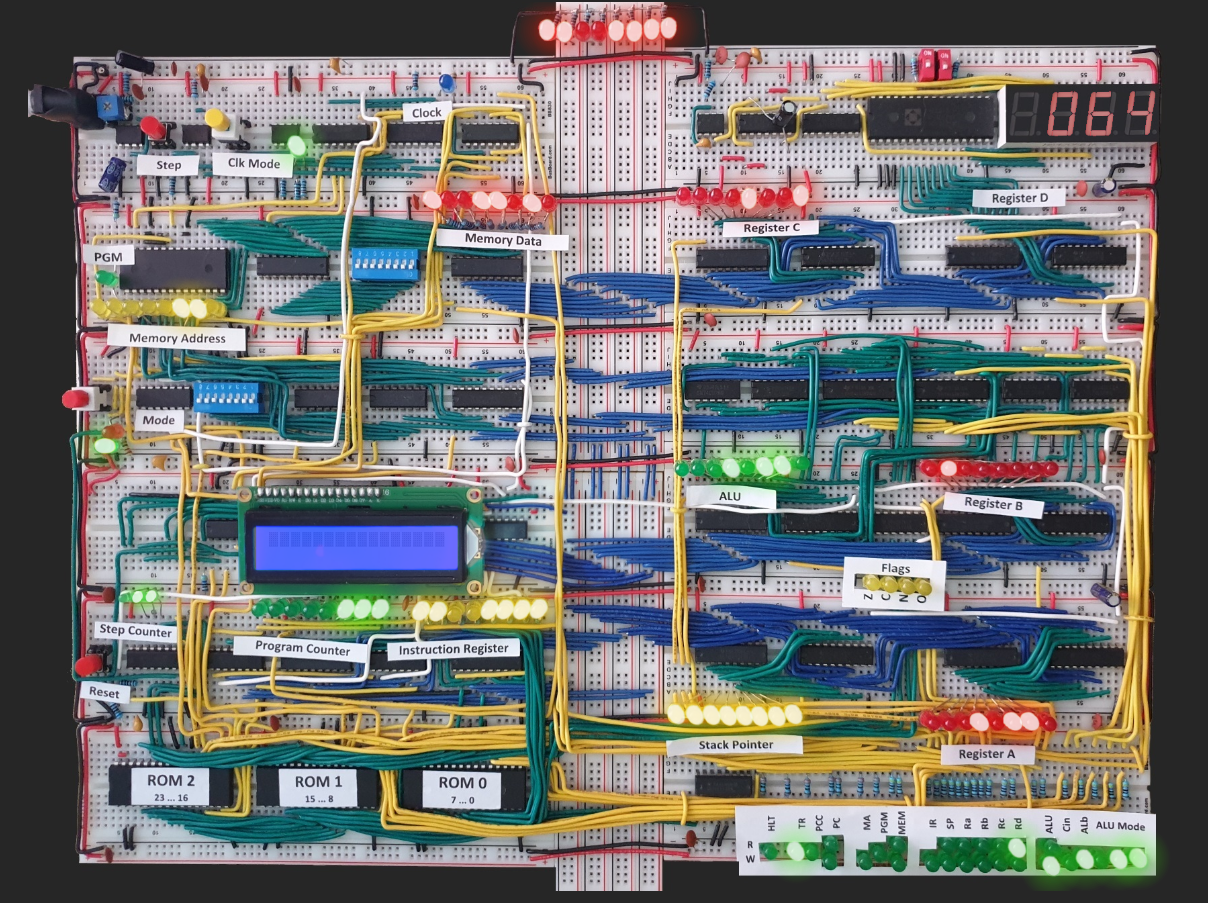 064
Clock
Step
Clk Mode
Register D
Memory Data
Register C
PGM
Memory Address
Mode
ALU
Register B
Flags
Z C N O
Step Counter
Program Counter
Instruction Register
Reset
Stack Pointer
Register A
ROM 2
23 ... 16
ROM 1
15 ... 8
ROM 0
7 ... 0
HLT TR PCC PC MA PGM MEM IR SP Ra Rb Rc Rd ALU Cin ALb ALU Mode
R
W